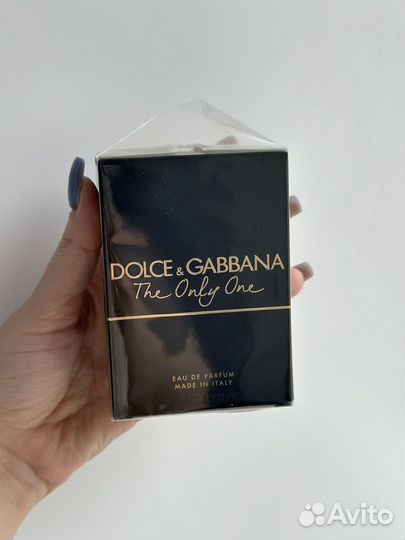 DOLCE & GABBANA
The Only One
EAU DE PARFUM
MADE IN ITALY
Avito